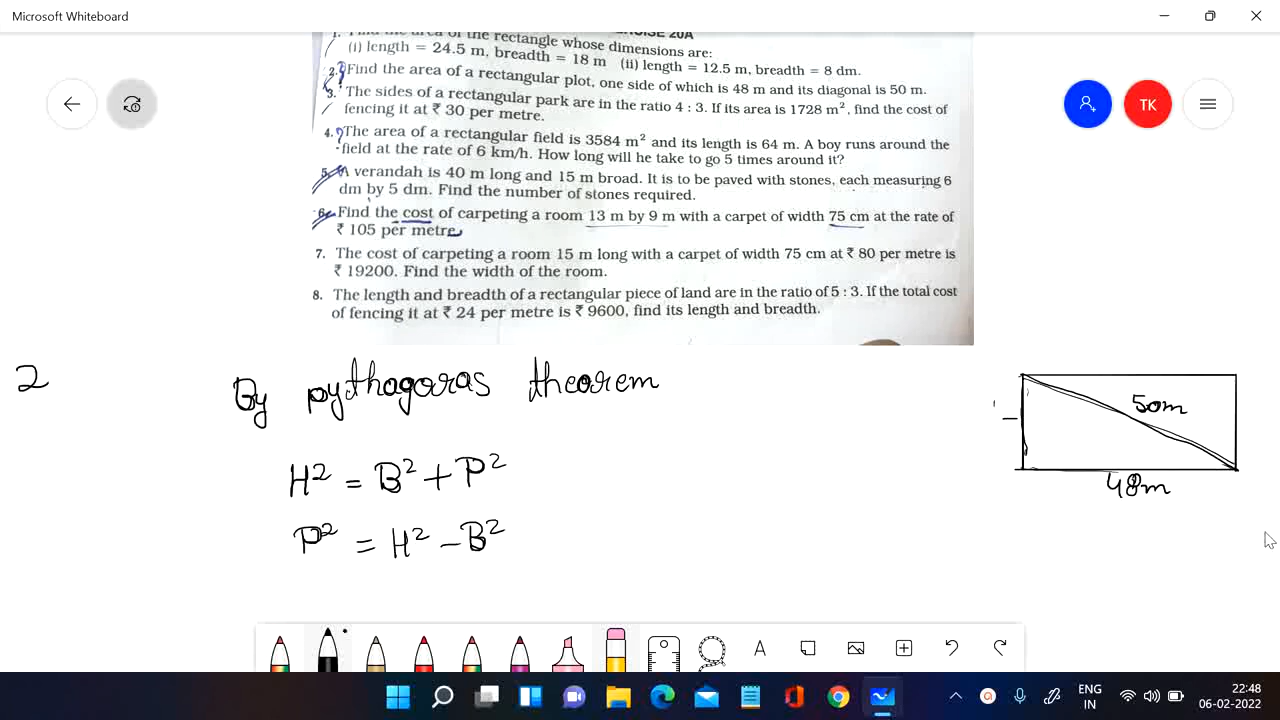 Microsoft Whiteboard
RCISE 20A
1. Find the area of the rectangle whose dimensions are:
(i) length = 24.5 m, breadth = 18 m (ii) length = 12.5 m, breadth = 8 dm.
2. Find the area of a rectangular plot, one side of which is 48 m and its diagonal is 50 m.
3. The sides of a rectangular park are in the ratio 4 : 3. If its area is 1728 m², find the cost of
fencing it at ₹ 30 per metre.
4. The area of a rectangular field is 3584 m² and its length is 64 m. A boy runs around the
field at the rate of 6 km/h. How long will he take to go 5 times around it?
5. A verandah is 40 m long and 15 m broad. It is to be paved with stones, each measuring 6
dm by 5 dm. Find the number of stones required.
6. Find the cost of carpeting a room 13 m by 9 m with a carpet of width 75 cm at the rate of
₹ 105 per metre.
7. The cost of carpeting a room 15 m long with a carpet of width 75 cm at ₹ 80 per metre is
₹ 19200. Find the width of the room.
8. The length and breadth of a rectangular piece of land are in the ratio of 5 : 3. If the total cost
of fencing it at ₹ 24 per metre is ₹ 9600, find its length and breadth.
TK
2 By pythagoras theorem
50m
48m
H² = B² + P²
P² = H² - B²
A
ENG
IN
22:48
06-02-2022